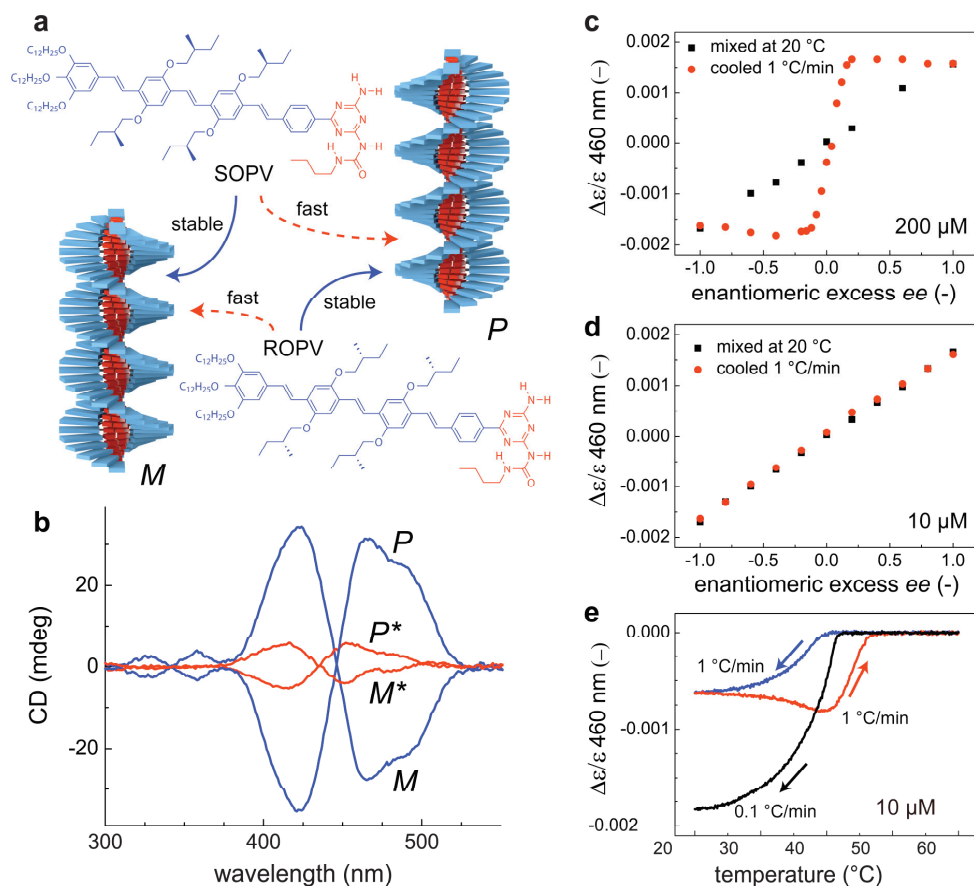 a
C12H25O
C12H25O
C12H25O
O
O
O
O
N
N
N
N
H
H
H
N
N
H
O
SOPV
stable
fast
fast
stable
ROPV
P
M
C12H25O
C12H25O
C12H25O
O
O
O
O
N
N
N
N
H
H
H
N
N
H
O
b
CD (mdeg)
20
0
-20
300
400
500
wavelength (nm)
P
P*
M*
M
c
Δε/ε 460 nm (-)
0.002
0.001
0.000
-0.001
-0.002
mixed at 20 °C
cooled 1 °C/min
200 µM
-1.0 -0.5 0.0 0.5 1.0
enantiomeric excess ee (-)
d
Δε/ε 460 nm (-)
0.002
0.001
0.000
-0.001
-0.002
mixed at 20 °C
cooled 1 °C/min
10 µM
-1.0 -0.5 0.0 0.5 1.0
enantiomeric excess ee (-)
e
Δε/ε 460 nm (-)
0.000
-0.001
-0.002
1 °C/min
1 °C/min
0.1 °C/min
10 µM
20 30 40 50 60
temperature (°C)